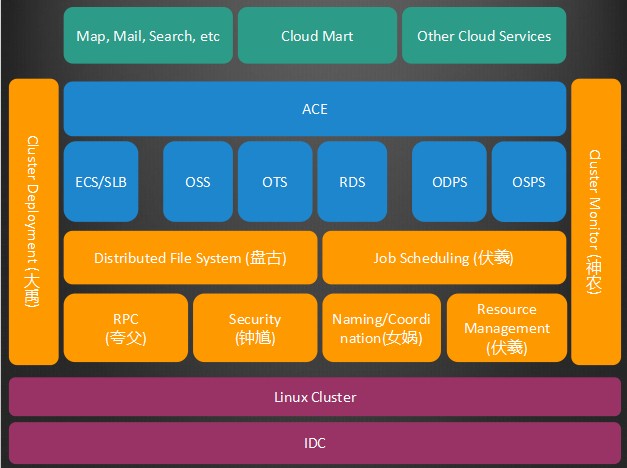 Map, Mail, Search, etc
Cloud Mart
Other Cloud Services
Cluster Deployment (大禹)
ACE
Cluster Monitor (神农)
ECS/SLB
OSS
OTS
RDS
ODPS
OSPS
Distributed File System (盘古)
Job Scheduling (伏羲)
RPC
(夸父)
Security
(钟馗)
Naming/Coordi
nation(女娲)
Resource
Management
(伏羲)
Linux Cluster
IDC